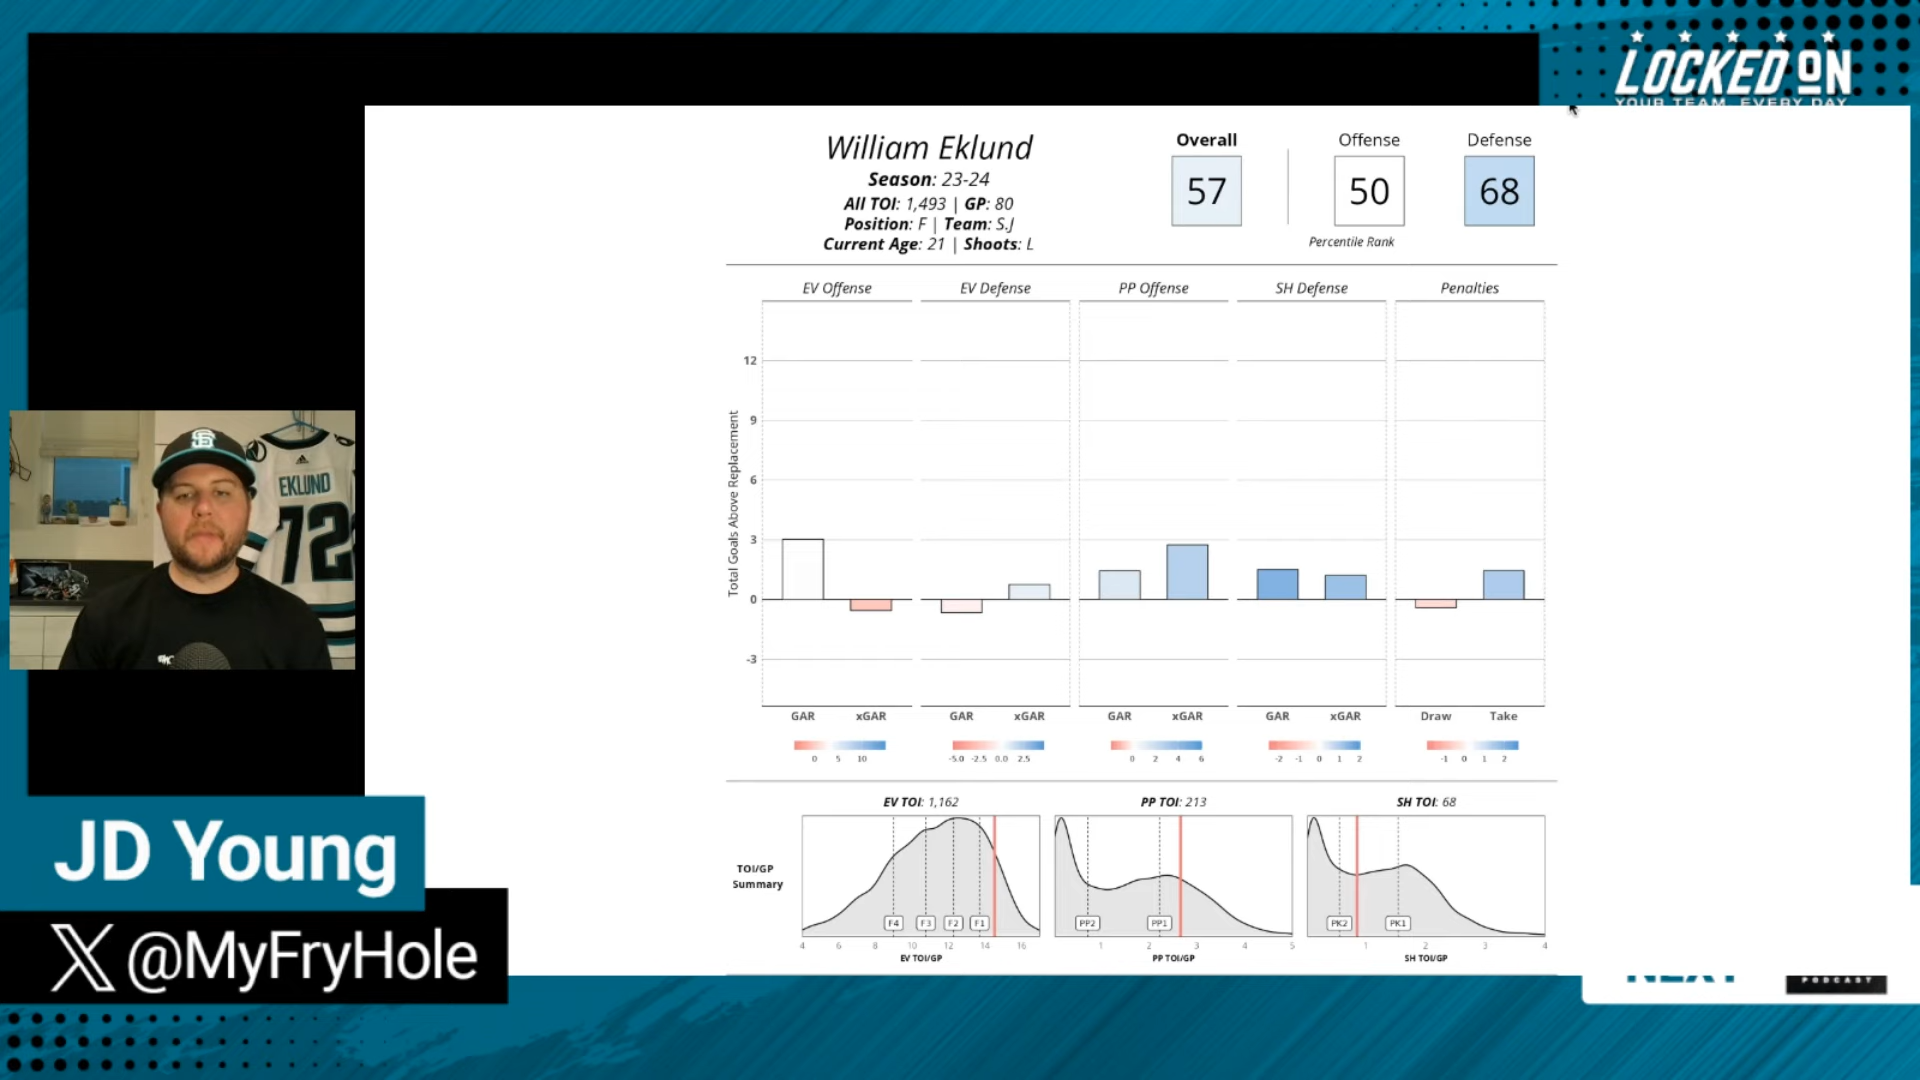 LOCKED ON
YOUR TEAM. EVERY DAY
William Eklund
Season: 23-24
All TOI: 1,493 | GP: 80
Position: F | Team: S.J
Current Age: 21 | Shoots: L
Overall
57
Offense
50
Defense
68
Percentile Rank
EV Offense
EV Defense
PP Offense
SH Defense
Penalties
Total Goals Above Replacement
12
9
6
3
0
-3
GAR xGAR
GAR xGAR
GAR xGAR
GAR xGAR
Draw Take
0 5 10
-5.0 -2.5 0.0 2.5
0 2 4 6
-2 -1 0 1 2
-1 0 1 2
EV TOI: 1,162
PP TOI: 213
SH TOI: 68
TOI/GP
Summary
F4 F3 F2 F1
4 6 8 10 12 14 16
EV TOI/GP
PP2 PP1
1 2 3 4 5
PP TOI/GP
PK2 PK1
1 2 3 4
SH TOI/GP
SJ
adidas
EKLUND
72
JD Young
X @MyFryHole
NEXT
PODCAST